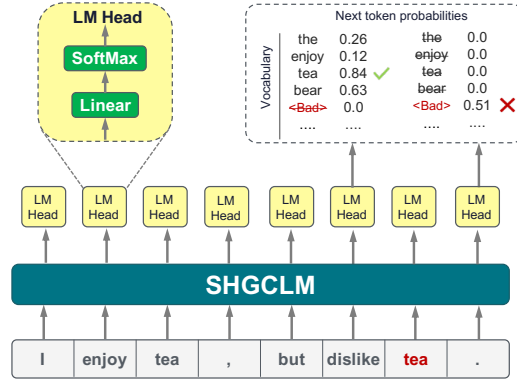 LM Head
SoftMax
Linear
Next token probabilities
Vocabulary
the 0.26
enjoy 0.12
tea 0.84
bear 0.63
<Bad> 0.0
.... ....
the 0.0
enjoy 0.0
tea 0.0
bear 0.0
<Bad> 0.51
.... ....
LM Head
LM Head
LM Head
LM Head
LM Head
LM Head
LM Head
LM Head
SHGCLM
I enjoy tea , but dislike tea .